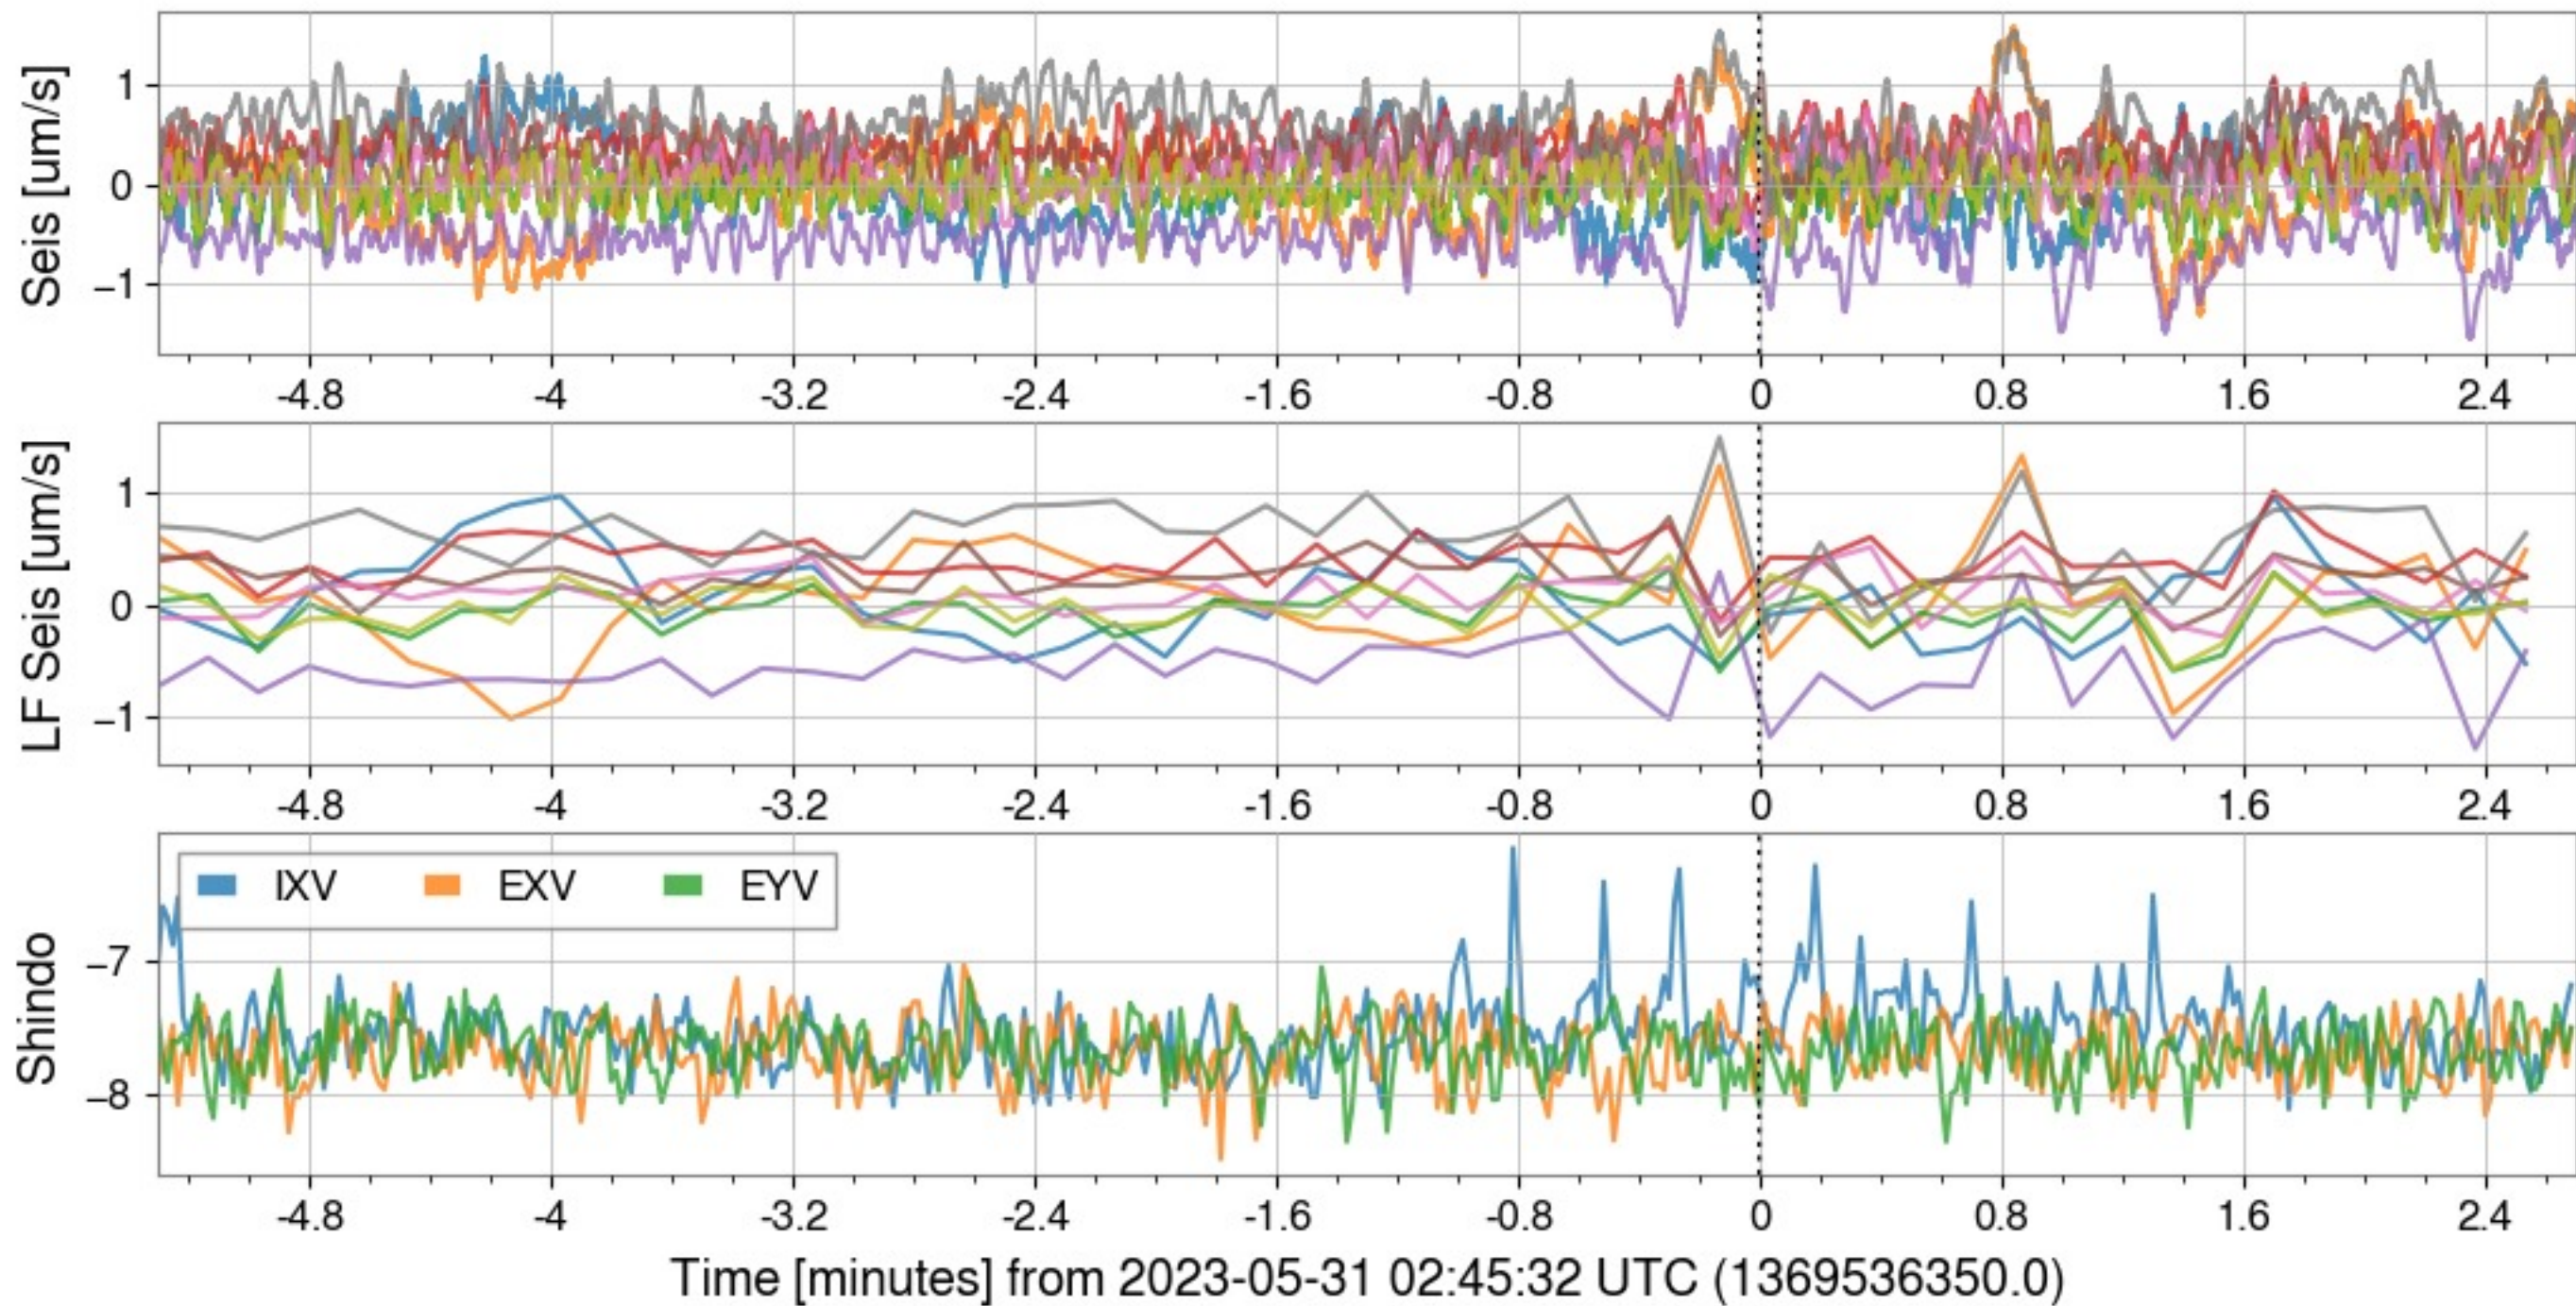 Seis [um/s]
1
0
−1
-4.8 -4 -3.2 -2.4 -1.6 -0.8 0 0.8 1.6 2.4
LF Seis [um/s]
1
0
−1
-4.8 -4 -3.2 -2.4 -1.6 -0.8 0 0.8 1.6 2.4
Shindo
IXV EXV EYV
−7
−8
-4.8 -4 -3.2 -2.4 -1.6 -0.8 0 0.8 1.6 2.4
Time [minutes] from 2023-05-31 02:45:32 UTC (1369536350.0)